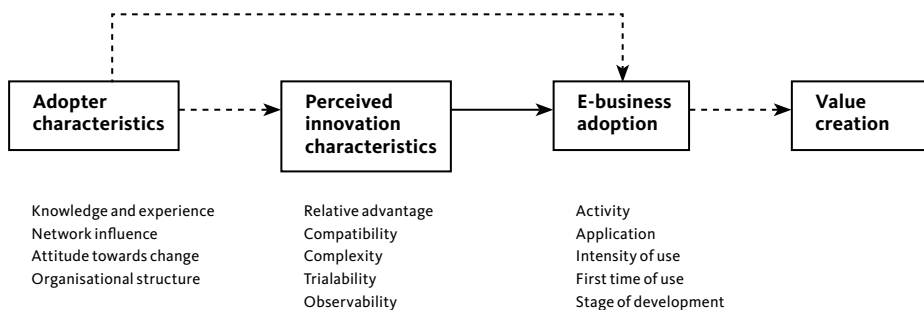 Adopter
characteristics
Perceived
innovation
characteristics
E-business
adoption
Value
creation
Knowledge and experience
Network influence
Attitude towards change
Organisational structure
Relative advantage
Compatibility
Complexity
Trialability
Observability
Activity
Application
Intensity of use
First time of use
Stage of development